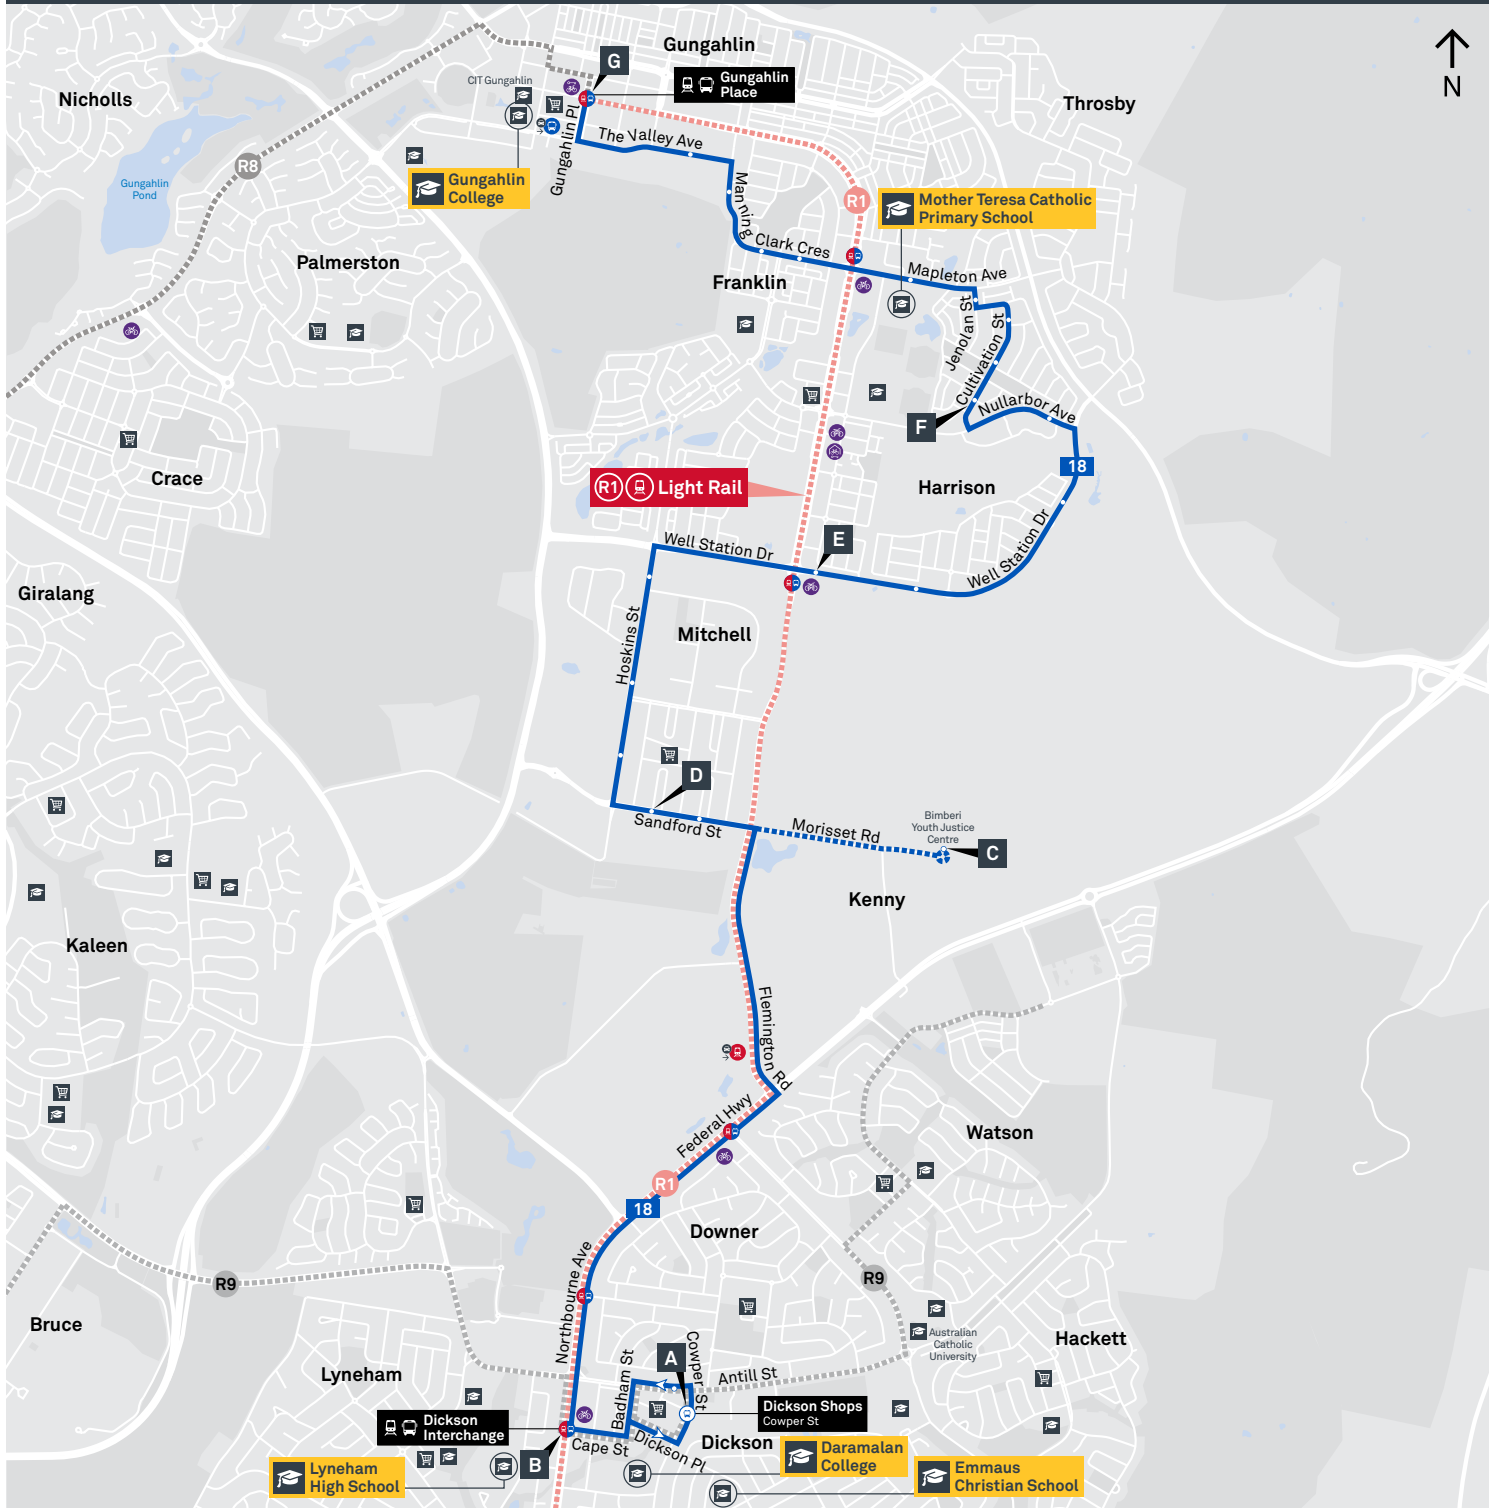 Gungahlin
G
N
CIT Gungahlin
Gungahlin
Place
Nicholls
Throsby
Gungahlin Pl
The Valley Ave
R8
Gungahlin
Pond
Gungahlin
College
Manning
R1
Mother Teresa Catholic
Primary School
Clark Cres
Palmerston
Franklin
Mapleton Ave
Jenolan St
Cultivation St
Nullarbor Ave
F
18
Crace
Harrison
R1 Light Rail
Well Station Dr
E
Well Station Dr
Giralang
Hoskins St
Mitchell
D
Sandford St
Morisset Rd
Bimberi
Youth Justice
Centre
C
Kenny
Kaleen
Flemington Rd
Federal Hwy
Watson
R1
18
Downer
Northbourne Ave
R9
R9
Bruce
Australian
Catholic
University
Hackett
Lyneham
Badham St
A
Cowper St
Antill St
Dickson
Interchange
Dickson Shops
Cowper St
Cape St
Dickson Pl
Dickson
B
Daramalan
College
Lyneham
High School
Emmaus
Christian School